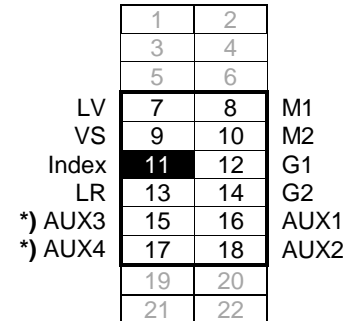 1 2
3 4
5 6
LV 7 8 M1
VS 9 10 M2
Index 11 12 G1
LR 13 14 G2
*) AUX3 15 16 AUX1
*) AUX4 17 18 AUX2
19 20
21 22